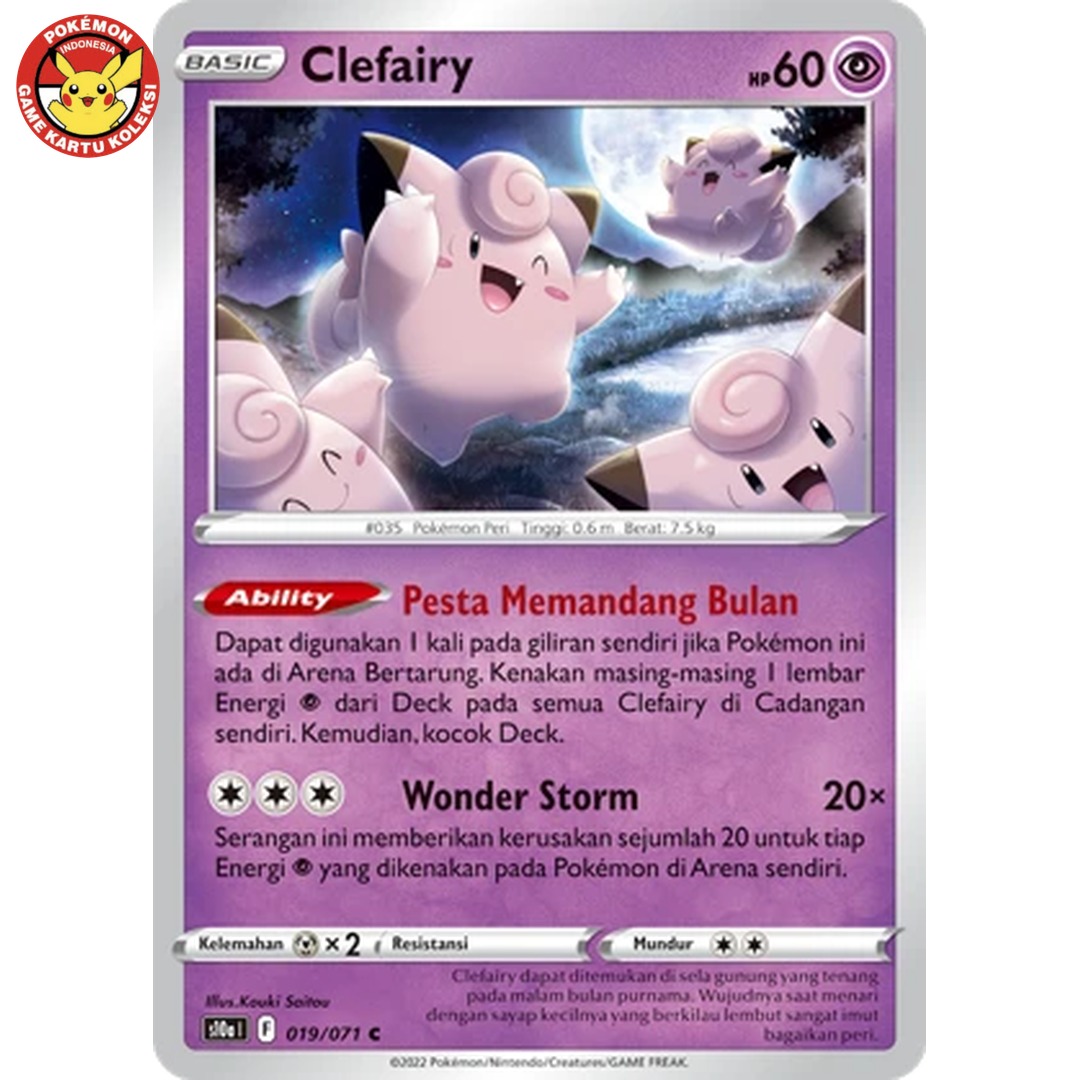 POKÉMON
INDONESIA
GAME KARTU KOLEKSI
BASIC Clefairy HP 60
#035 Pokémon Peri Tinggi: 0.6 m Berat: 7.5 kg
Ability Pesta Memandang Bulan
Dapat digunakan 1 kali pada giliran sendiri jika Pokémon ini
ada di Arena Bertarung. Kenakan masing-masing 1 lembar
Energi dari Deck pada semua Clefairy di Cadangan
sendiri. Kemudian, kocok Deck.
Wonder Storm 20×
Serangan ini memberikan kerusakan sejumlah 20 untuk tiap
Energi yang dikenakan pada Pokémon di Arena sendiri.
Kelemahan ×2 Resistansi Mundur
Clefairy dapat ditemukan di sela gunung yang tenang
pada malam bulan purnama. Wujudnya saat menari
dengan sayap kecilnya yang berkilau lembut sangat imut
bagaikan peri.
Illus. Kouki Saitou
s10a I F 019/071 C
©2022 Pokémon/Nintendo/Creatures/GAME FREAK.